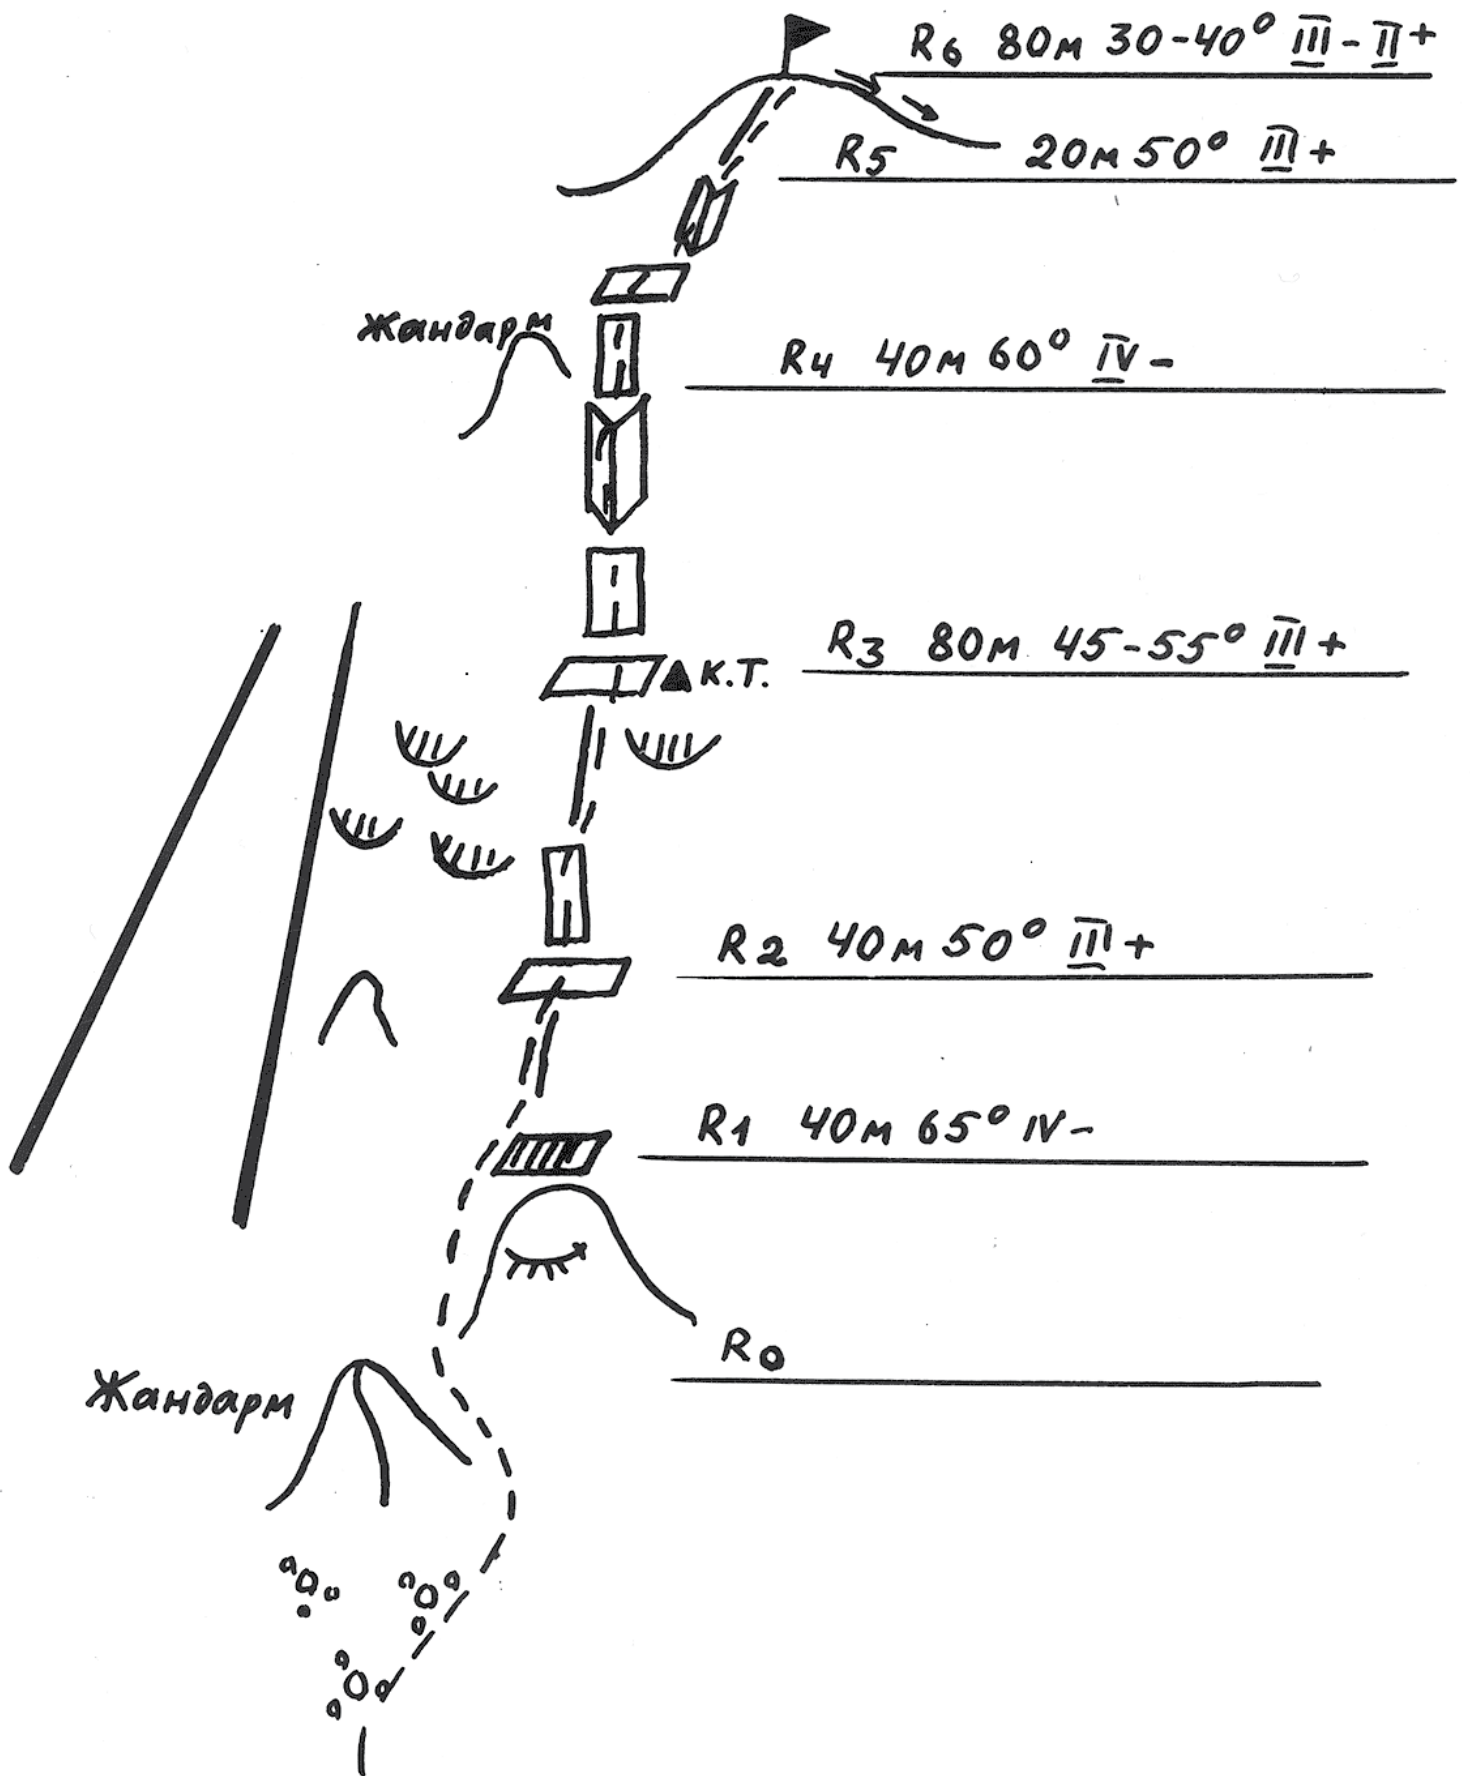 R6 80м 30-40° III - II+
R5 20м 50° III+
Жандарм
R4 40м 60° IV-
R3 80м 45-55° III+
К.Т.
R2 40м 50° III+
R1 40м 65° IV-
R0
Жандарм